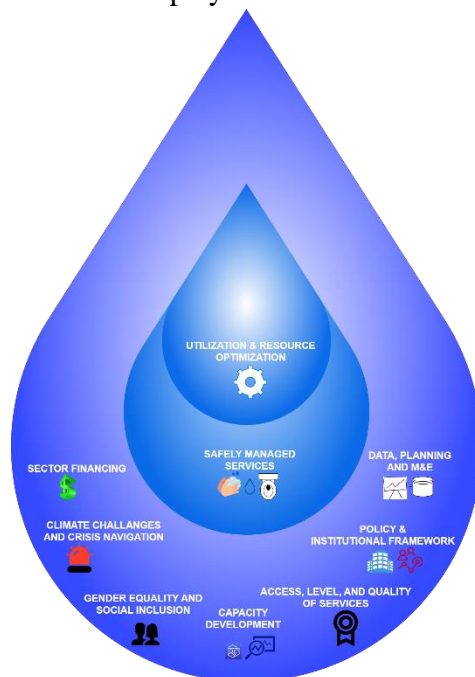 UTILIZATION & RESOURCE
OPTIMIZATION
SAFELY MANAGED
SERVICES
SECTOR FINANCING
DATA, PLANNING
AND M&E
CLIMATE CHALLANGES
AND CRISIS NAVIGATION
POLICY &
INSTITUTIONAL FRAMEWORK
GENDER EQUALITY AND
SOCIAL INCLUSION
ACCESS, LEVEL, AND QUALITY
OF SERVICES
CAPACITY
DEVELOPMENT